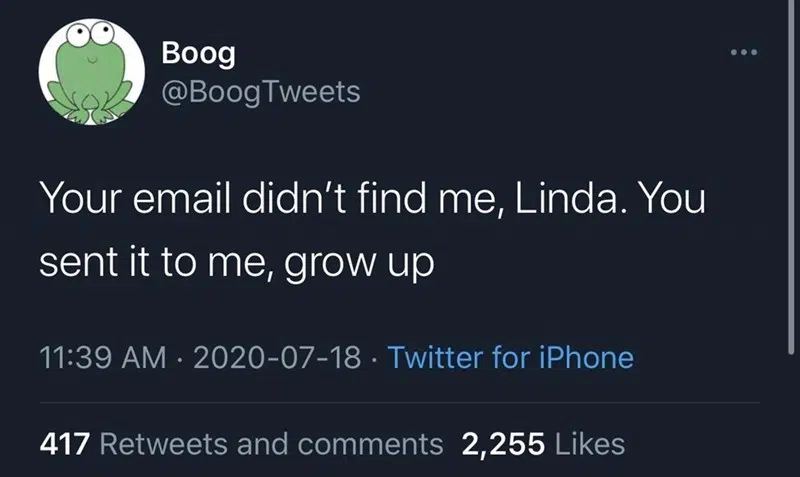 Boog
@BoogTweets
Your email didn’t find me, Linda. You
sent it to me, grow up
11:39 AM · 2020-07-18 · Twitter for iPhone
417 Retweets and comments 2,255 Likes